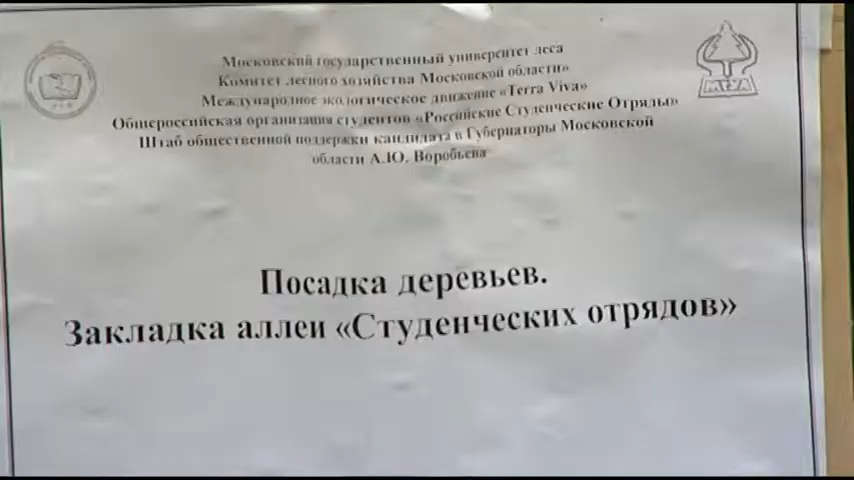 Московский государственный университет леса
Комитет лесного хозяйства Московской области»
Международное экологическое движение «Terra Viva»
Общероссийская организация студентов «Российские Студенческие Отряды»
Штаб общественной поддержки кандидата в Губернаторы Московской
области А.Ю. Воробьева
МГУЛ
Посадка деревьев.
Закладка аллеи «Студенческих отрядов»